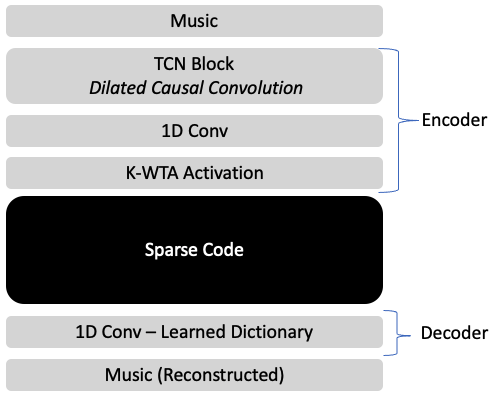 Music
TCN Block
Dilated Causal Convolution
Encoder
1D Conv
K-WTA Activation
Sparse Code
1D Conv – Learned Dictionary
Decoder
Music (Reconstructed)